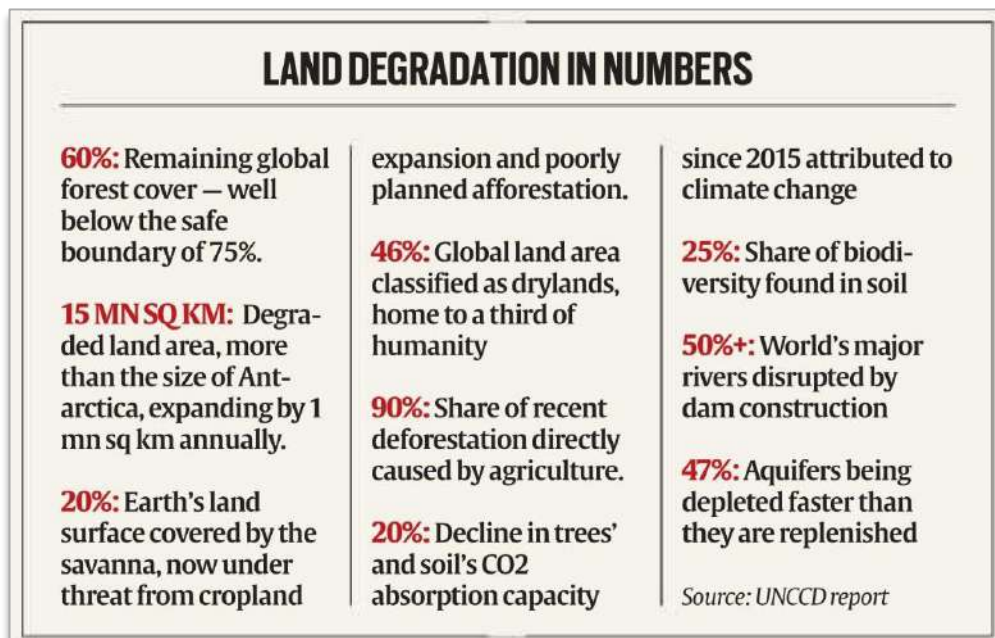 LAND DEGRADATION IN NUMBERS
60%: Remaining global
forest cover — well
below the safe
boundary of 75%.
15 MN SQ KM: Degra-
ded land area, more
than the size of Ant-
arctica, expanding by 1
mn sq km annually.
20%: Earth's land
surface covered by the
savanna, now under
threat from cropland
expansion and poorly
planned afforestation.
46%: Global land area
classified as drylands,
home to a third of
humanity
90%: Share of recent
deforestation directly
caused by agriculture.
20%: Decline in trees'
and soil's CO2
absorption capacity
since 2015 attributed to
climate change
25%: Share of biodi-
versity found in soil
50%+: World's major
rivers disrupted by
dam construction
47%: Aquifers being
depleted faster than
they are replenished
Source: UNCCD report